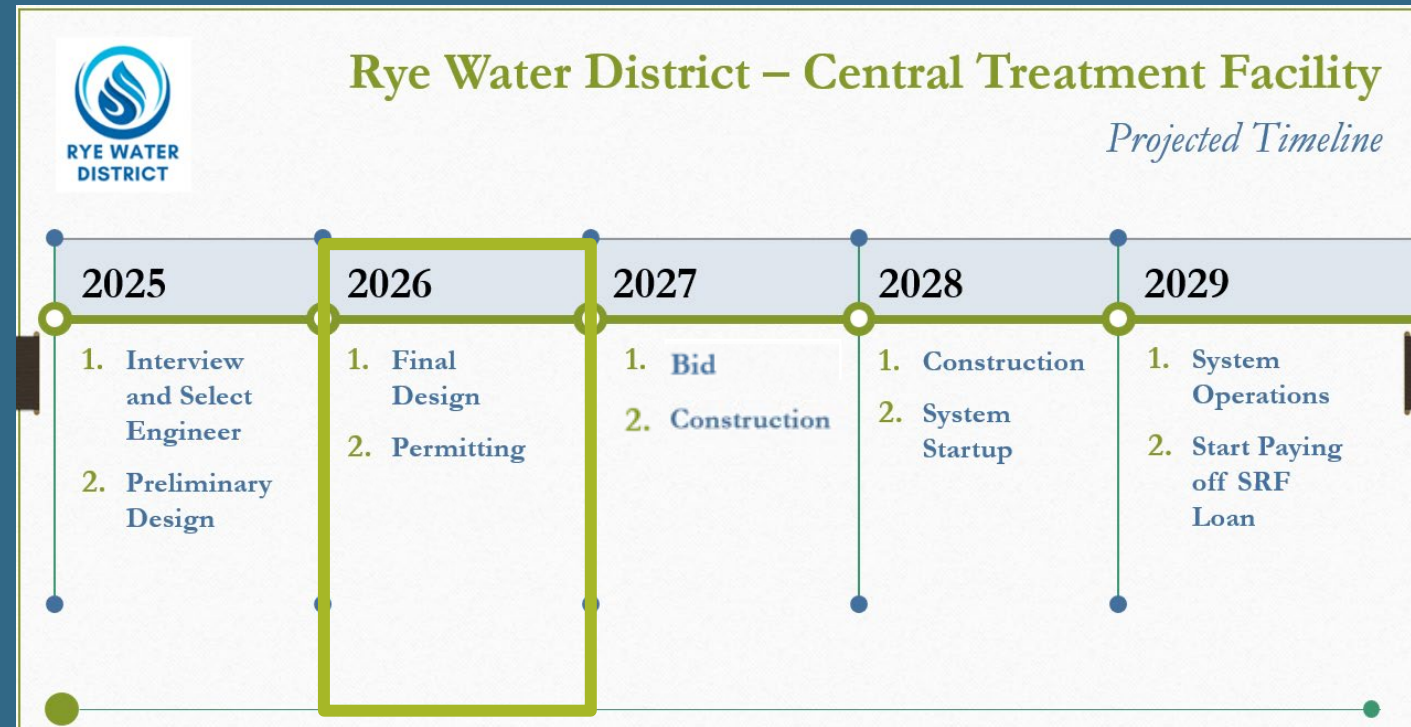 Rye Water District – Central Treatment Facility
Projected Timeline
RYE WATER
DISTRICT
2025
1. Interview
and Select
Engineer
2. Preliminary
Design
2026
1. Final
Design
2. Permitting
2027
1. Bid
2. Construction
2028
1. Construction
2. System
Startup
2029
1. System
Operations
2. Start Paying
off SRF
Loan